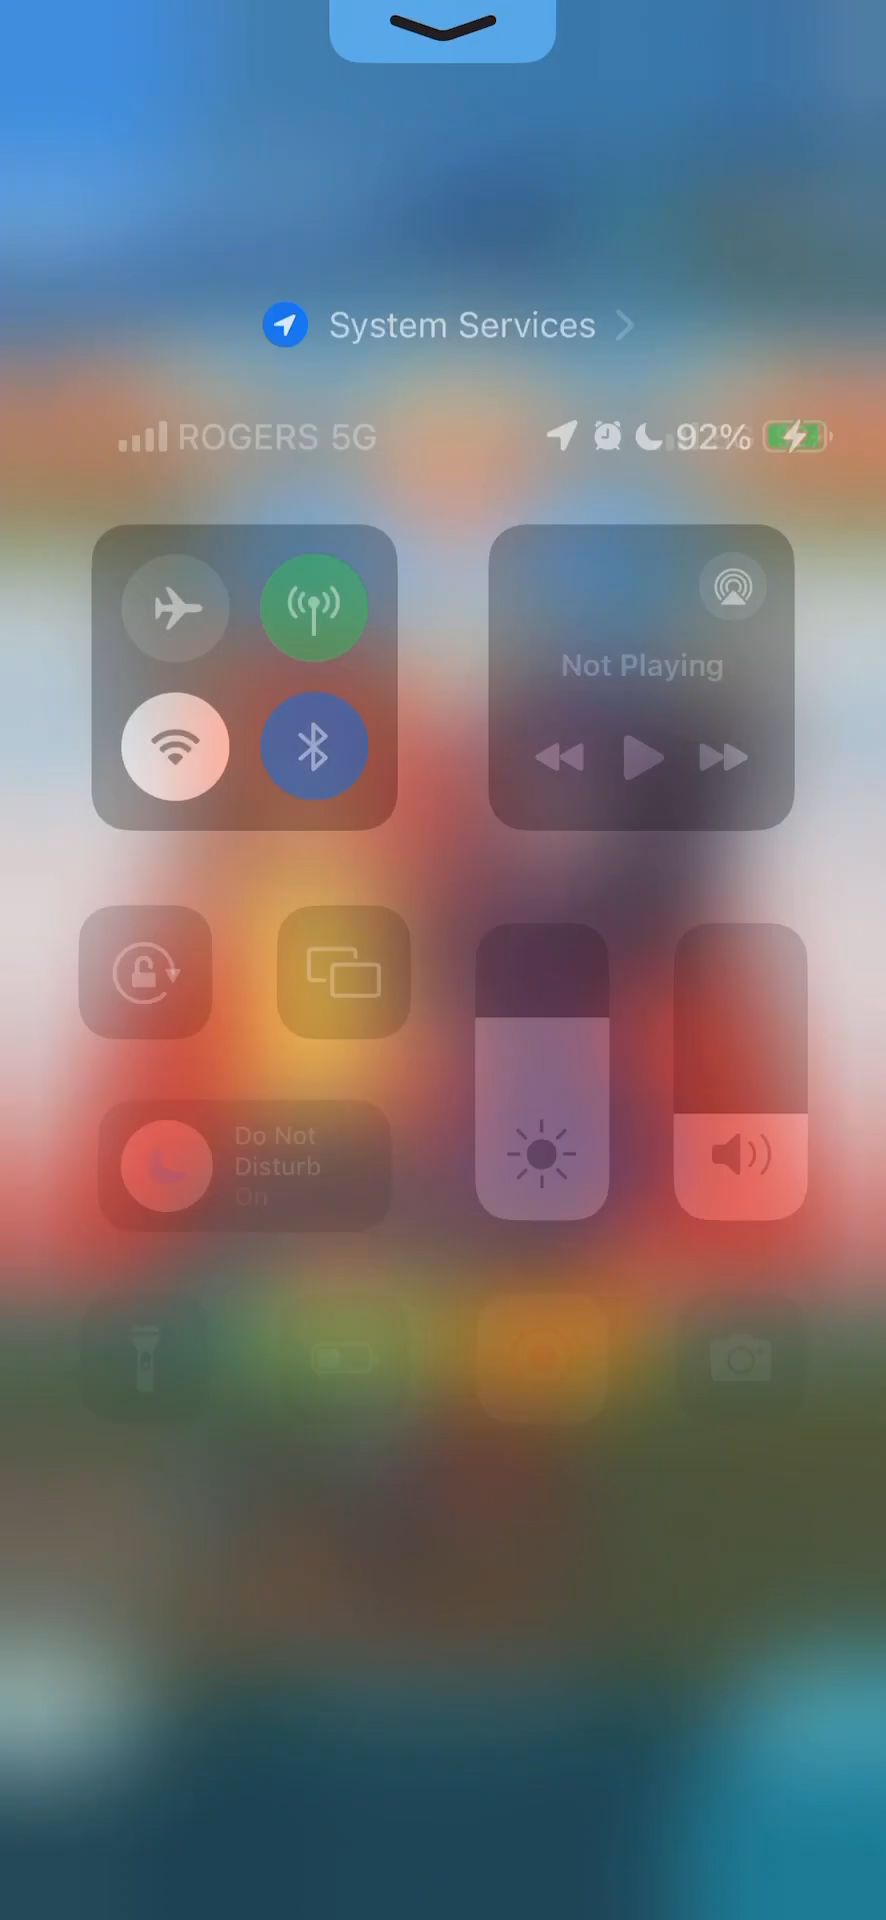 System Services
ROGERS 5G 92%
Not Playing
Do Not
Disturb
On